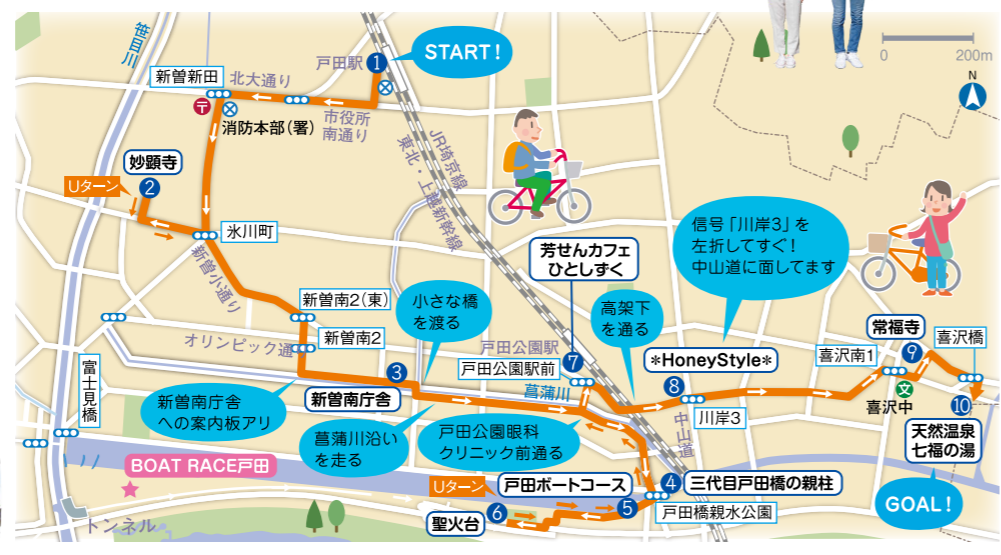 笹目川
START！
戸田駅
1
0
200m
N
新曽新田
北大通り
〒
消防本部（署）
市役所
南通り
JR埼京線
東北・上越新幹線
妙顕寺
Uターン
2
氷川町
新曽小通り
新曽南2（東）
小さな橋
を渡る
芳せんカフェ
ひとしずく
信号「川岸3」を
左折してすぐ！
中山道に面してます
高架下
を通る
オリンピック通
新曽南2
戸田公園駅
7
戸田公園駅前
菖蒲川
＊HoneyStyle＊
8
川岸3
中山道
喜沢南1
常福寺
9
喜沢橋
文
喜沢中
10
天然温泉
七福の湯
GOAL！
富士見橋
3
新曽南庁舎
新曽南庁舎
への案内板アリ
菖蒲川沿い
を走る
戸田公園眼科
クリニック前通る
BOAT RACE戸田
Uターン
戸田ボートコース
4
三代目戸田橋の親柱
戸田橋親水公園
5
6
聖火台
トンネル